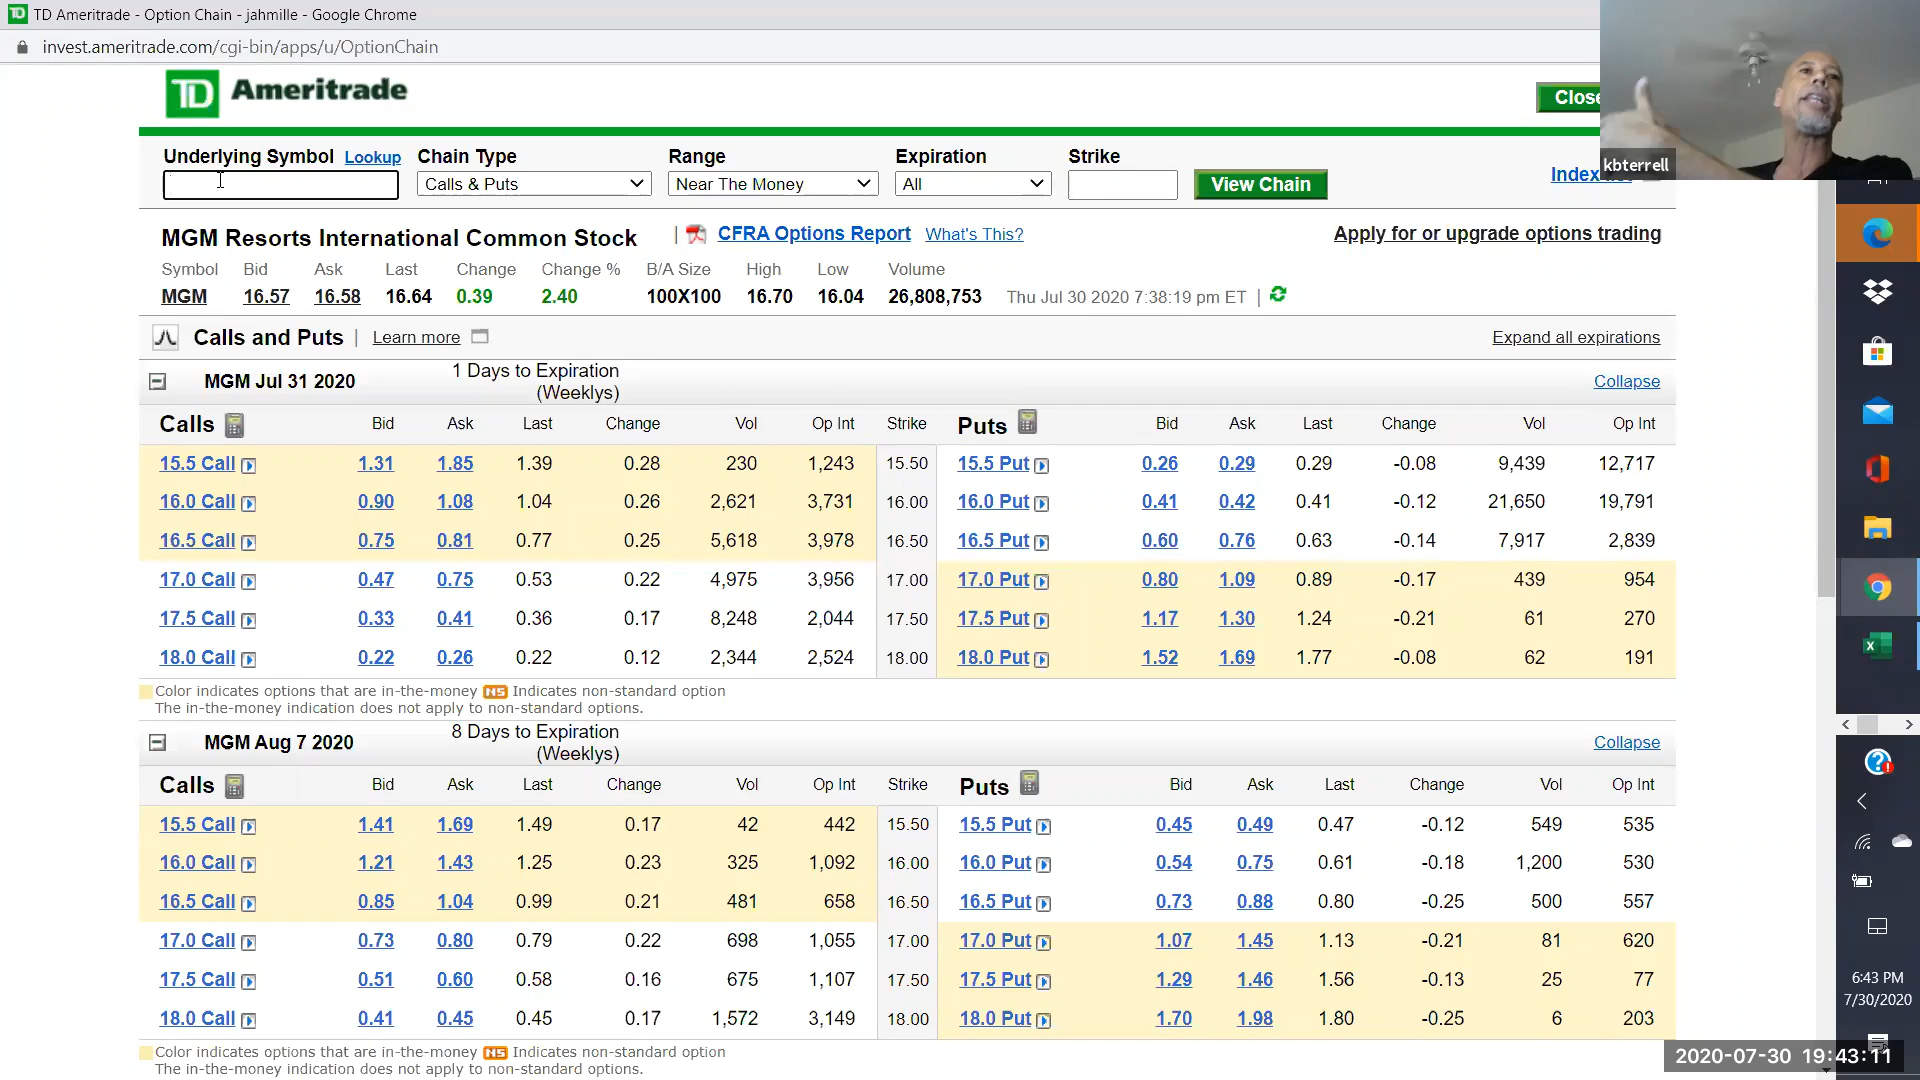 TD Ameritrade - Option Chain - jahmille - Google Chrome
invest.ameritrade.com/cgi-bin/apps/u/OptionChain
TD Ameritrade
Close
Underlying Symbol Lookup Chain Type Range Expiration Strike
Calls & Puts Near The Money All View Chain
Index
kbterrell
MGM Resorts International Common Stock | CFRA Options Report What's This? Apply for or upgrade options trading
Symbol Bid Ask Last Change Change % B/A Size High Low Volume
MGM 16.57 16.58 16.64 0.39 2.40 100X100 16.70 16.04 26,808,753 Thu Jul 30 2020 7:38:19 pm ET |
Calls and Puts | Learn more Expand all expirations
MGM Jul 31 2020 1 Days to Expiration (Weeklys) Collapse
Calls Bid Ask Last Change Vol Op Int Strike Puts Bid Ask Last Change Vol Op Int
15.5 Call 1.31 1.85 1.39 0.28 230 1,243 15.50 15.5 Put 0.26 0.29 0.29 -0.08 9,439 12,717
16.0 Call 0.90 1.08 1.04 0.26 2,621 3,731 16.00 16.0 Put 0.41 0.42 0.41 -0.12 21,650 19,791
16.5 Call 0.75 0.81 0.77 0.25 5,618 3,978 16.50 16.5 Put 0.60 0.76 0.63 -0.14 7,917 2,839
17.0 Call 0.47 0.75 0.53 0.22 4,975 3,956 17.00 17.0 Put 0.80 1.09 0.89 -0.17 439 954
17.5 Call 0.33 0.41 0.36 0.17 8,248 2,044 17.50 17.5 Put 1.17 1.30 1.24 -0.21 61 270
18.0 Call 0.22 0.26 0.22 0.12 2,344 2,524 18.00 18.0 Put 1.52 1.69 1.77 -0.08 62 191
Color indicates options that are in-the-money NS Indicates non-standard option
The in-the-money indication does not apply to non-standard options.
MGM Aug 7 2020 8 Days to Expiration (Weeklys) Collapse
Calls Bid Ask Last Change Vol Op Int Strike Puts Bid Ask Last Change Vol Op Int
15.5 Call 1.41 1.69 1.49 0.17 42 442 15.50 15.5 Put 0.45 0.49 0.47 -0.12 549 535
16.0 Call 1.21 1.43 1.25 0.23 325 1,092 16.00 16.0 Put 0.54 0.75 0.61 -0.18 1,200 530
16.5 Call 0.85 1.04 0.99 0.21 481 658 16.50 16.5 Put 0.73 0.88 0.80 -0.25 500 557
17.0 Call 0.73 0.80 0.79 0.22 698 1,055 17.00 17.0 Put 1.07 1.45 1.13 -0.21 81 620
17.5 Call 0.51 0.60 0.58 0.16 675 1,107 17.50 17.5 Put 1.29 1.46 1.56 -0.13 25 77
18.0 Call 0.41 0.45 0.45 0.17 1,572 3,149 18.00 18.0 Put 1.70 1.98 1.80 -0.25 6 203
Color indicates options that are in-the-money NS Indicates non-standard option
The in-the-money indication does not apply to non-standard options.
6:43 PM
7/30/2020
2020-07-30 19:43:11